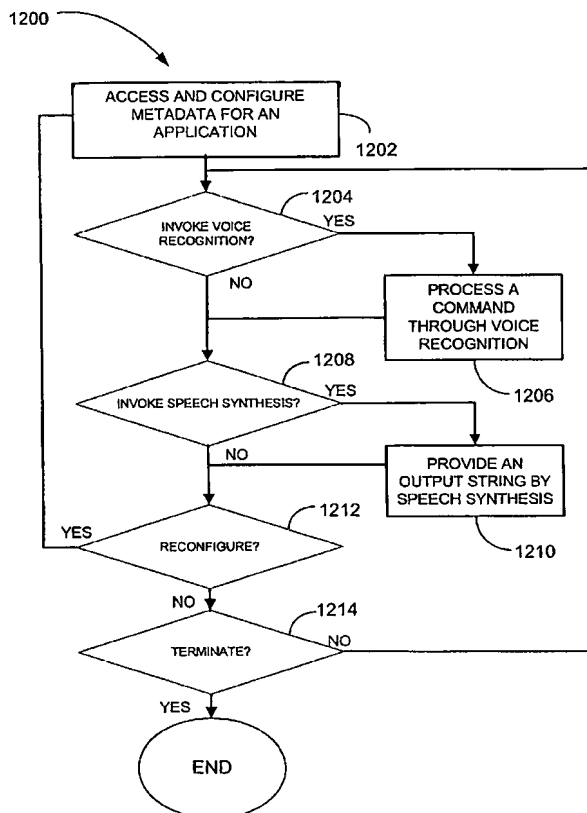 1200
ACCESS AND CONFIGURE
METADATA FOR AN
APPLICATION
1202
1204
INVOKE VOICE
RECOGNITION?
YES
NO
PROCESS A
COMMAND
THROUGH VOICE
RECOGNITION
1206
1208
INVOKE SPEECH SYNTHESIS?
YES
NO
PROVIDE AN
OUTPUT STRING BY
SPEECH SYNTHESIS
1210
1212
YES
RECONFIGURE?
NO
1214
TERMINATE?
NO
YES
END